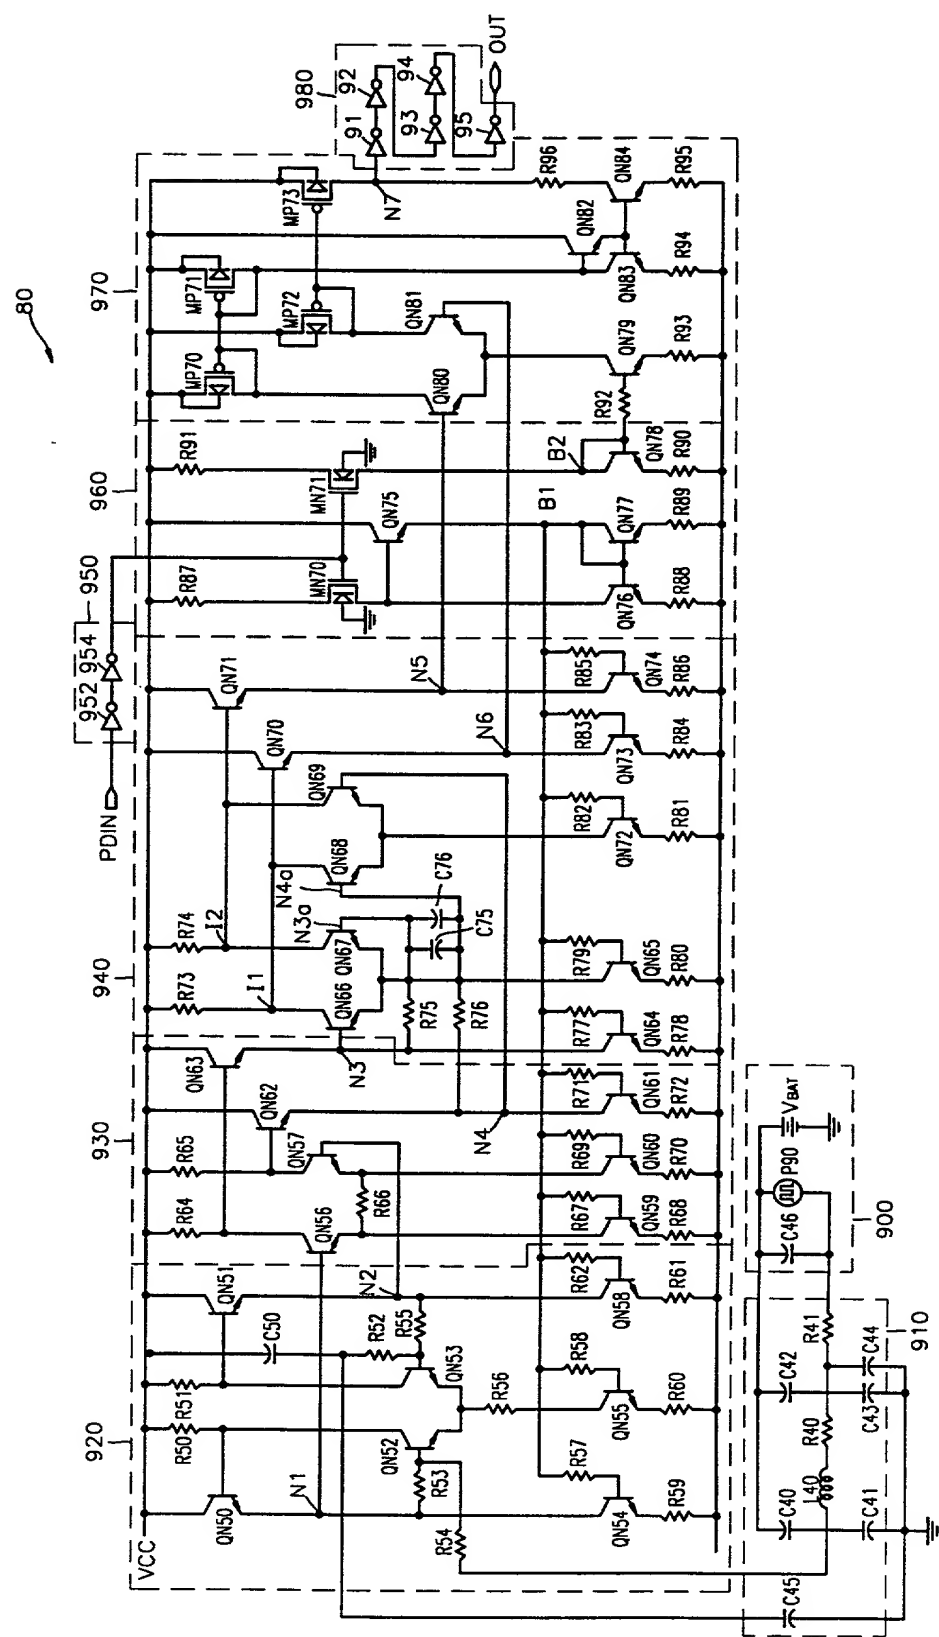 80
980
91
92
93
94
95
OUT
970
MP70
MP71
MP72
MP73
N7
R96
QN84
R95
QN82
QN83
R94
QN81
QN80
QN79
R93
R92
960
R91
MN71
B2
QN78
R90
QN75
B1
QN77
R89
R87
MN70
QN76
R88
950
952
954
PDIN
QN71
N5
R85
QN74
R86
QN70
N6
R83
QN73
R84
QN69
QN68
R82
QN72
R81
N4a
N3a
C76
C75
940
R74
I2
QN67
R73
I1
QN66
R75
R76
R79
QN65
R80
R77
QN64
R78
QN63
N3
930
QN62
N4
R71
QN61
R72
R65
QN57
R69
QN60
R70
R64
QN56
R66
R67
QN59
R68
920
QN51
N2
R62
QN58
R61
C50
R52
R55
R51
QN53
R58
R50
QN52
R56
QN55
R60
QN50
N1
R53
R57
R54
QN54
R59
VCC
VBAT
P90
C46
900
910
R41
C44
C42
C43
R40
L40
C40
C41
C45